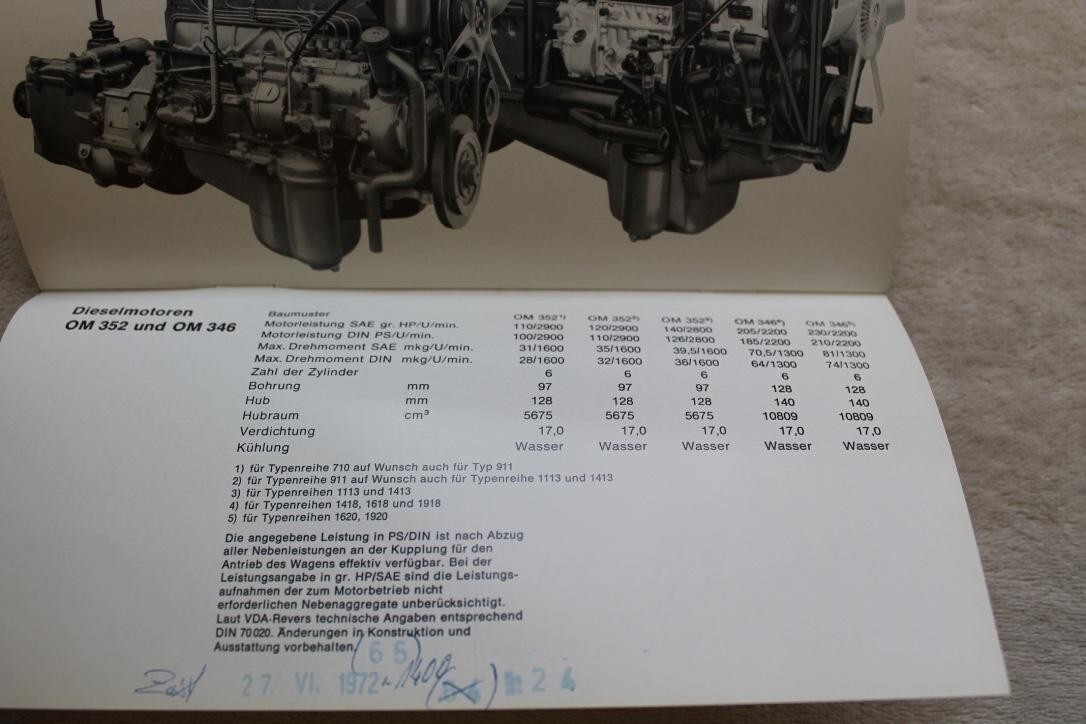 Dieselmotoren
OM 352 und OM 346
Baumuster OM 352¹) OM 352²) OM 352³) OM 346⁴) OM 346⁵)
Motorleistung SAE gr. HP/U/min. 110/2900 120/2900 140/2800 205/2200 230/2200
Motorleistung DIN PS/U/min. 100/2900 110/2900 126/2800 185/2200 210/2200
Max. Drehmoment SAE mkg/U/min. 31/1600 35/1600 39,5/1600 70,5/1300 81/1300
Max. Drehmoment DIN mkg/U/min. 28/1600 32/1600 36/1600 64/1300 74/1300
Zahl der Zylinder 6 6 6 6 6
Bohrung mm 97 97 97 128 128
Hub mm 128 128 128 140 140
Hubraum cm³ 5675 5675 5675 10809 10809
Verdichtung 17,0 17,0 17,0 17,0 17,0
Kühlung Wasser Wasser Wasser Wasser Wasser
1) für Typenreihe 710 auf Wunsch auch für Typ 911
2) für Typenreihe 911 auf Wunsch auch für Typenreihe 1113 und 1413
3) für Typenreihen 1113 und 1413
4) für Typenreihen 1418, 1618 und 1918
5) für Typenreihen 1620, 1920
Die angegebene Leistung in PS/DIN ist nach Abzug
aller Nebenleistungen an der Kupplung für den
Antrieb des Wagens effektiv verfügbar. Bei der
Leistungsangabe in gr. HP/SAE sind die Leistungs-
aufnahmen der zum Motorbetrieb nicht
erforderlichen Nebenaggregate unberücksichtigt.
Laut VDA-Revers technische Angaben entsprechend
DIN 70020. Änderungen in Konstruktion und
Ausstattung vorbehalten.
(65)
27. VI. 1972 1400